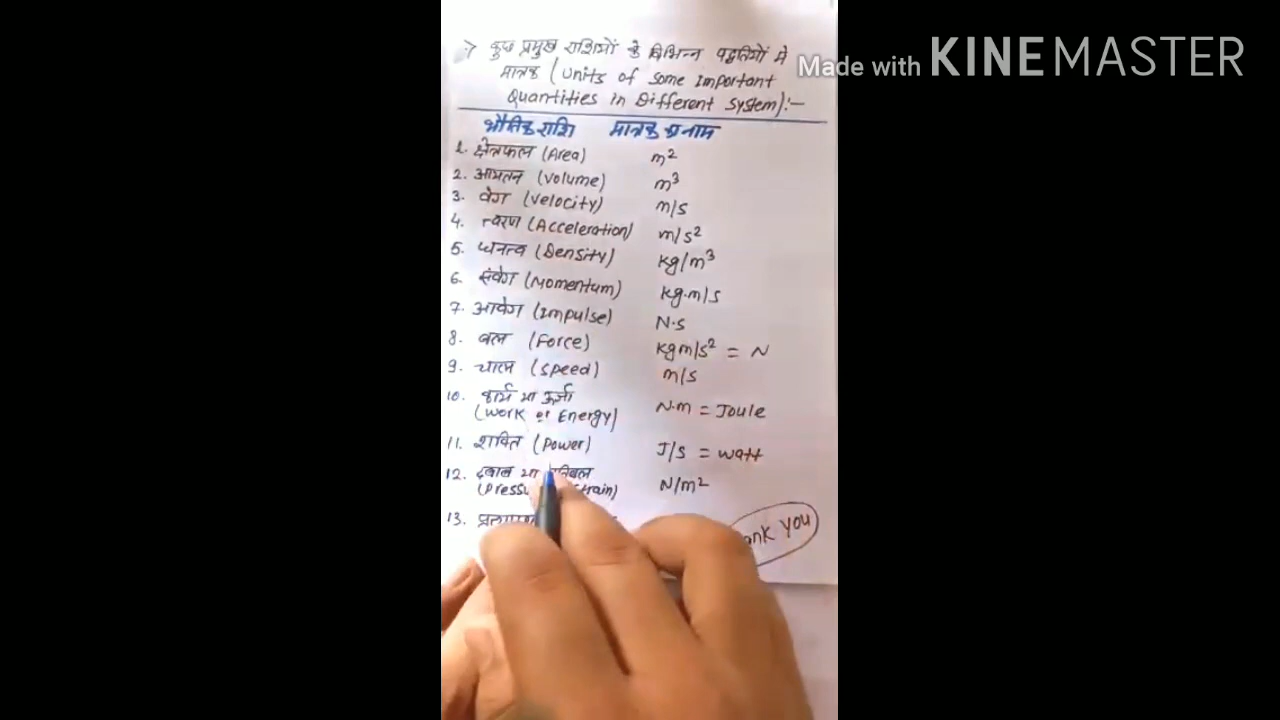 Made with KINEMASTER
→ कुछ प्रमुख राशियों के विभिन्न पद्धतियों मे
मात्रक (Units of Some Important
Quantities in Different System):-
भौतिक राशि मात्रक व नाम
1. क्षेत्रफल (Area) m²
2. आयतन (Volume) m³
3. वेग (Velocity) m/s
4. त्वरण (Acceleration) m/s²
5. घनत्व (Density) kg/m³
6. संवेग (Momentum) kg.m/s
7. आवेग (Impulse) N.s
8. बल (Force) kgm/s² = N
9. चाल (Speed) m/s
10. कार्य या ऊर्जा
(Work or Energy) N.m = Joule
11. शक्ति (Power) J/s = watt
12. दबाव या
N/m²
13.
You